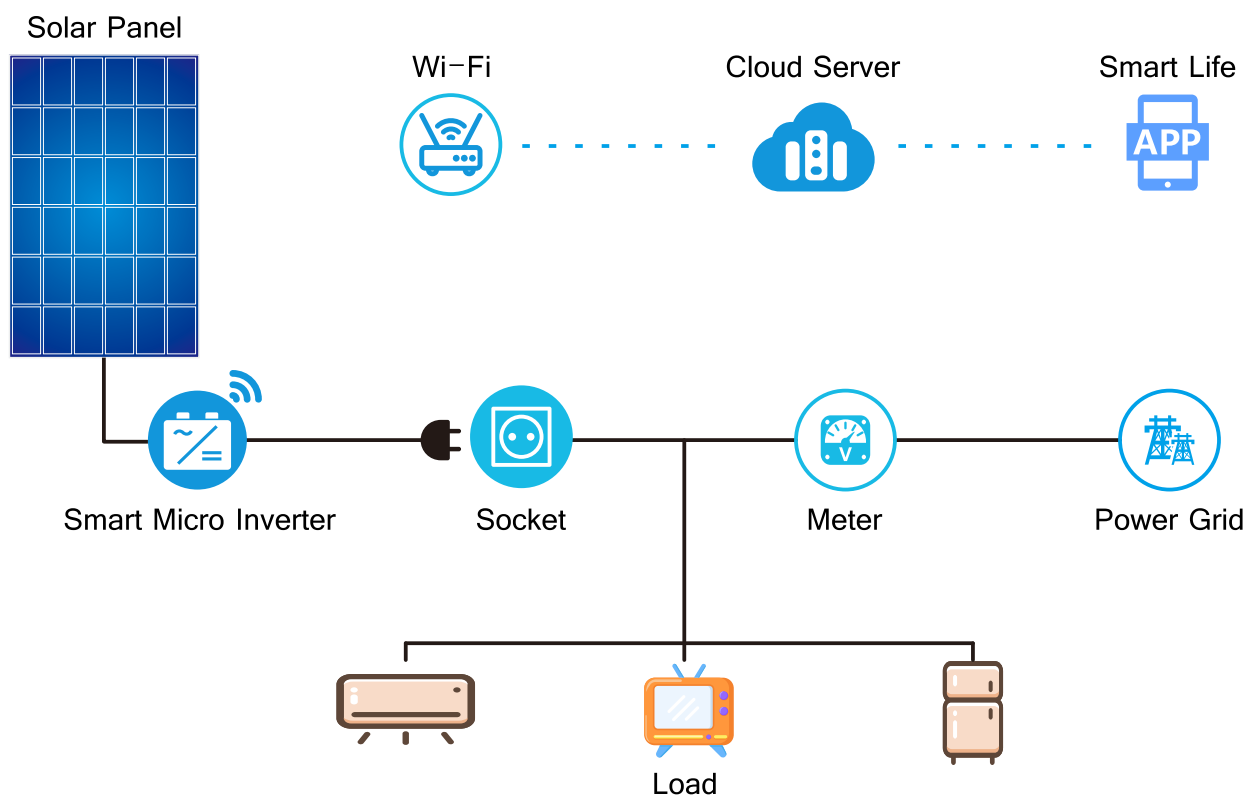 Solar Panel
Wi-Fi
Cloud Server
Smart Life
APP
V
Smart Micro Inverter
Socket
Meter
Power Grid
Load